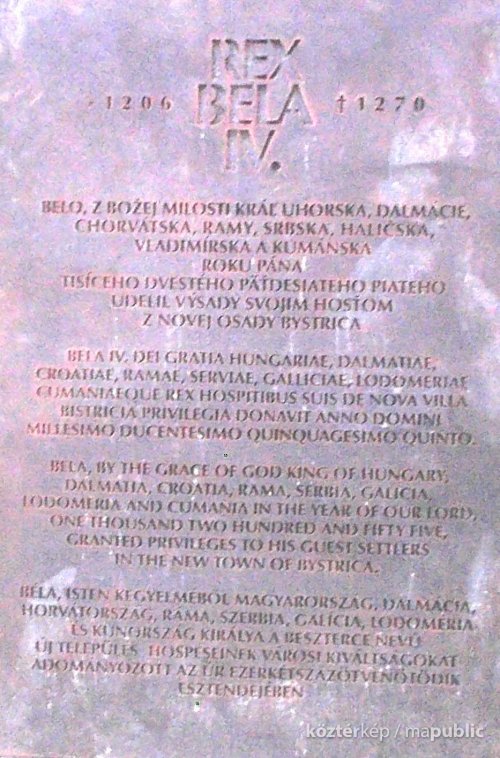 REX
* 1206 BELA † 1270
IV.
BELO, Z BOŽEJ MILOSTI KRÁĽ UHORSKA, DALMÁCIE,
CHORVÁTSKA, RAMY, SRBSKA, HALIČSKA,
VLADIMÍRSKA A KUMÁNSKA
ROKU PÁNA
TISÍCEHO DVESTÉHO PÄŤDESIATEHO PIATEHO
UDELIL VÝSADY SVOJIM HOSŤOM
Z NOVEJ OSADY BYSTRICA
BELA IV. DEI GRATIA HUNGARIAE, DALMATIAE,
CROATIAE, RAMAE, SERVIAE, GALLICIAE, LODOMERIAE
CUMANIAEQUE REX HOSPITIBUS SUIS DE NOVA VILLA
BISTRICIA PRIVILEGIA DONAVIT ANNO DOMINI
MILLESIMO DUCENTESIMO QUINQUAGESIMO QUINTO.
BELA, BY THE GRACE OF GOD KING OF HUNGARY,
DALMATIA, CROATIA, RAMA, SERBIA, GALICIA,
LODOMERIA AND CUMANIA IN THE YEAR OF OUR LORD,
ONE THOUSAND TWO HUNDRED AND FIFTY FIVE,
GRANTED PRIVILEGES TO HIS GUEST SETTLERS
IN THE NEW TOWN OF BYSTRICA.
BÉLA, ISTEN KEGYELMÉBŐL MAGYARORSZÁG, DALMÁCIA,
HORVÁTORSZÁG, RÁMA, SZERBIA, GALÍCIA, LODOMÉRIA
ÉS KUNORSZÁG KIRÁLYA A BESZTERCE NEVŰ
ÚJ TELEPÜLÉS HOSPESEINEK VÁROSI KIVÁLTSÁGOKAT
ADOMÁNYOZOTT AZ ÚR EZERKÉTSZÁZÖTVENÖTÖDIK
ESZTENDEJÉBEN
köztérkép / mapublic